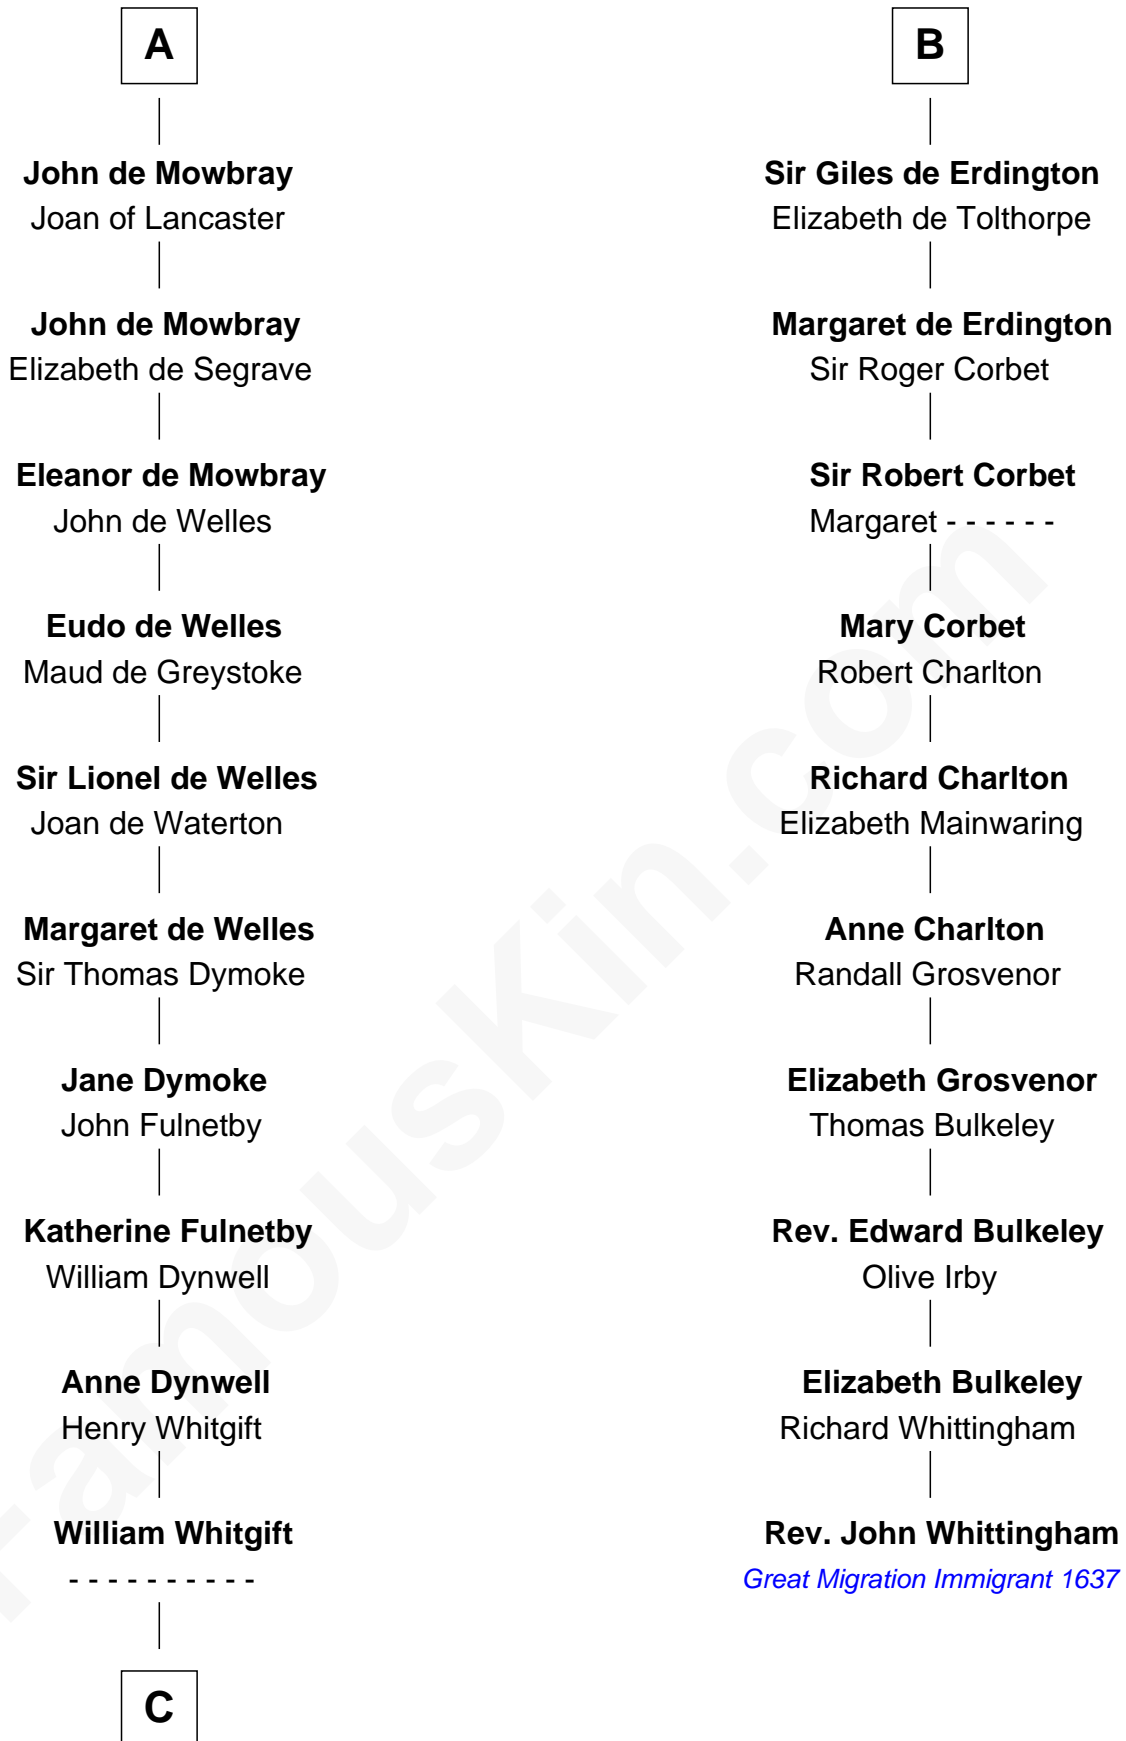 A
John de Mowbray
Joan of Lancaster
John de Mowbray
Elizabeth de Segrave
Eleanor de Mowbray
John de Welles
Eudo de Welles
Maud de Greystoke
Sir Lionel de Welles
Joan de Waterton
Margaret de Welles
Sir Thomas Dymoke
Jane Dymoke
John Fulnetby
Katherine Fulnetby
William Dynwell
Anne Dynwell
Henry Whitgift
William Whitgift
- - - - - - - - - -
C
B
Sir Giles de Erdington
Elizabeth de Tolthorpe
Margaret de Erdington
Sir Roger Corbet
Sir Robert Corbet
Margaret - - - - - -
Mary Corbet
Robert Charlton
Richard Charlton
Elizabeth Mainwaring
Anne Charlton
Randall Grosvenor
Elizabeth Grosvenor
Thomas Bulkeley
Rev. Edward Bulkeley
Olive Irby
Elizabeth Bulkeley
Richard Whittingham
Rev. John Whittingham
Great Migration Immigrant 1637
FamousKin.com